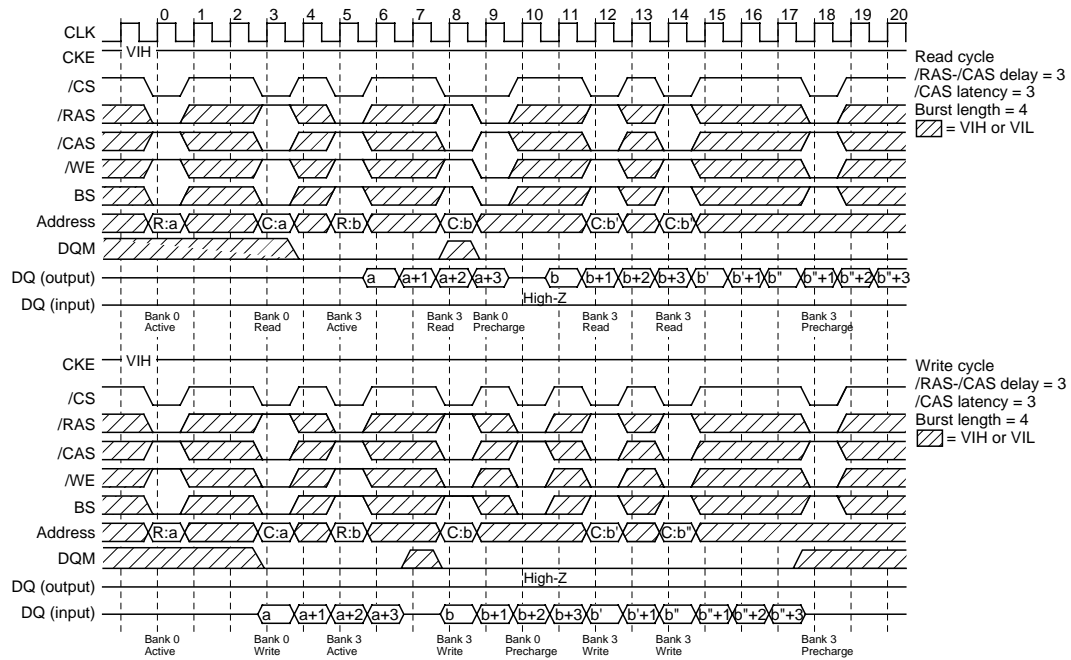 0 1 2 3 4 5 6 7 8 9 10 11 12 13 14 15 16 17 18 19 20
CLK
CKE VIH
/CS
/RAS
/CAS
/WE
BS
Address R:a C:a R:b C:b C:b' C:b"
DQM
DQ (output) a a+1 a+2 a+3 b b+1 b+2 b+3 b' b'+1 b" b"+1 b"+2 b"+3
DQ (input) High-Z
Bank 0 Active
Bank 0 Read
Bank 3 Active
Bank 3 Read
Bank 0 Precharge
Bank 3 Read
Bank 3 Read
Bank 3 Precharge
Read cycle
/RAS-/CAS delay = 3
/CAS latency = 3
Burst length = 4
= VIH or VIL
CKE VIH
/CS
/RAS
/CAS
/WE
BS
Address R:a C:a R:b C:b C:b' C:b"
DQM
DQ (output) High-Z
DQ (input) a a+1 a+2 a+3 b b+1 b+2 b+3 b' b'+1 b" b"+1 b"+2 b"+3
Bank 0 Active
Bank 0 Write
Bank 3 Active
Bank 3 Write
Bank 0 Precharge
Bank 3 Write
Bank 3 Write
Bank 3 Precharge
Write cycle
/RAS-/CAS delay = 3
/CAS latency = 3
Burst length = 4
= VIH or VIL